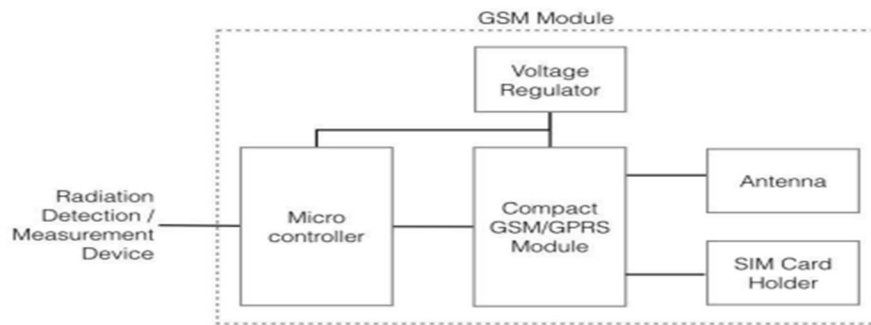 GSM Module
Voltage
Regulator
Radiation
Detection /
Measurement
Device
Micro
controller
Compact
GSM/GPRS
Module
Antenna
SIM Card
Holder